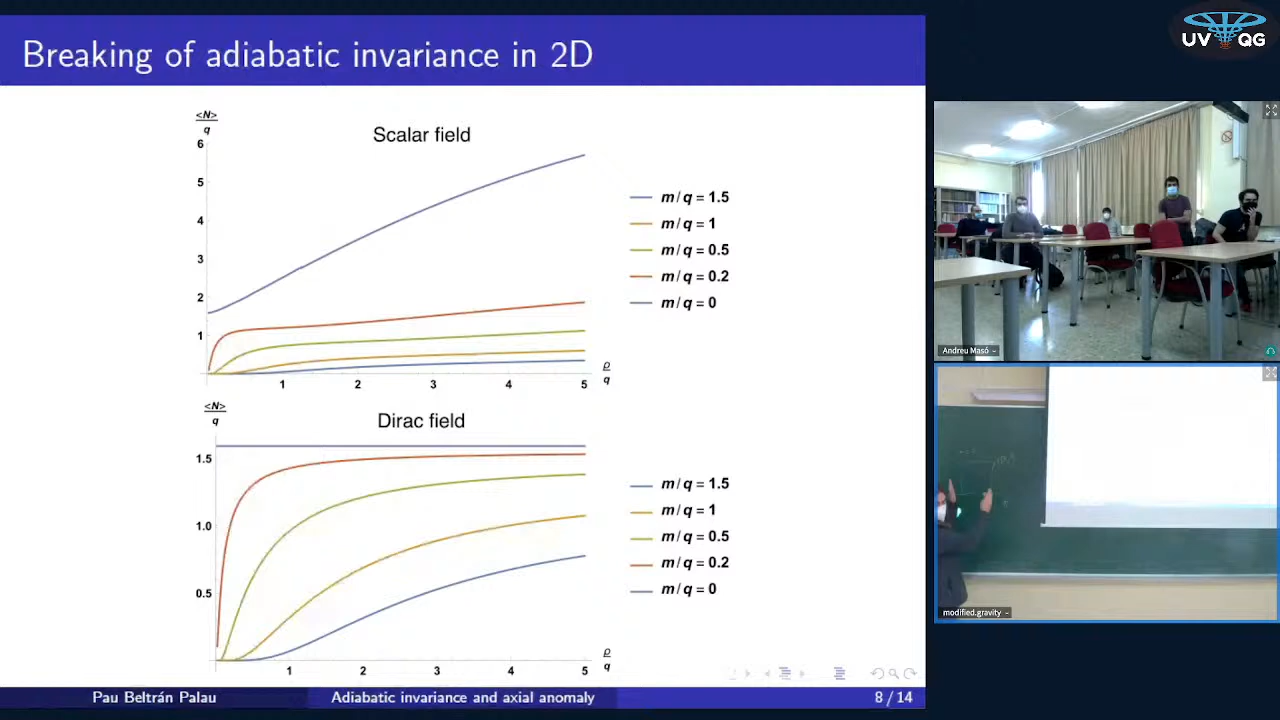 Breaking of adiabatic invariance in 2D
<N>
q
Scalar field
6
5
4
3
2
1
1 2 3 4 5
ρ
q
m/q = 1.5
m/q = 1
m/q = 0.5
m/q = 0.2
m/q = 0
<N>
q
Dirac field
1.5
1.0
0.5
1 2 3 4 5
ρ
q
m/q = 1.5
m/q = 1
m/q = 0.5
m/q = 0.2
m/q = 0
Pau Beltrán Palau
Adiabatic invariance and axial anomaly
8 / 14
UV QG
Andreu Masó
modified.gravity